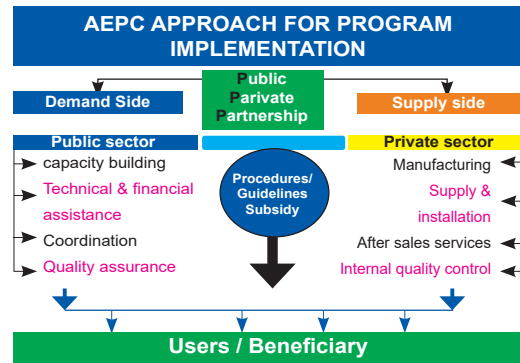 AEPC APPROACH FOR PROGRAM
IMPLEMENTATION
Public
Parivate
Partnership
Demand Side
Supply side
Public sector
Private sector
capacity building
Technical & financial
assistance
Coordination
Quality assurance
Procedures/
Guidelines
Subsidy
Manufacturing
Supply &
installation
After sales services
Internal quality control
Users / Beneficiary